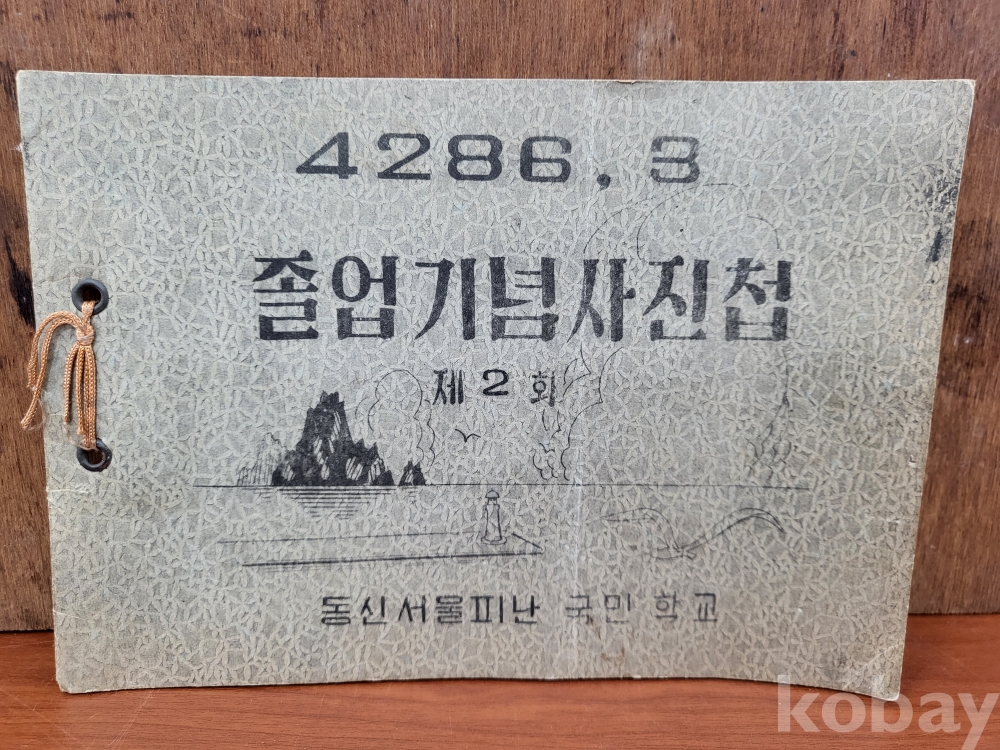 4286.3
졸업기념사진첩
제2회
동신서울피난 국민학교
kobay